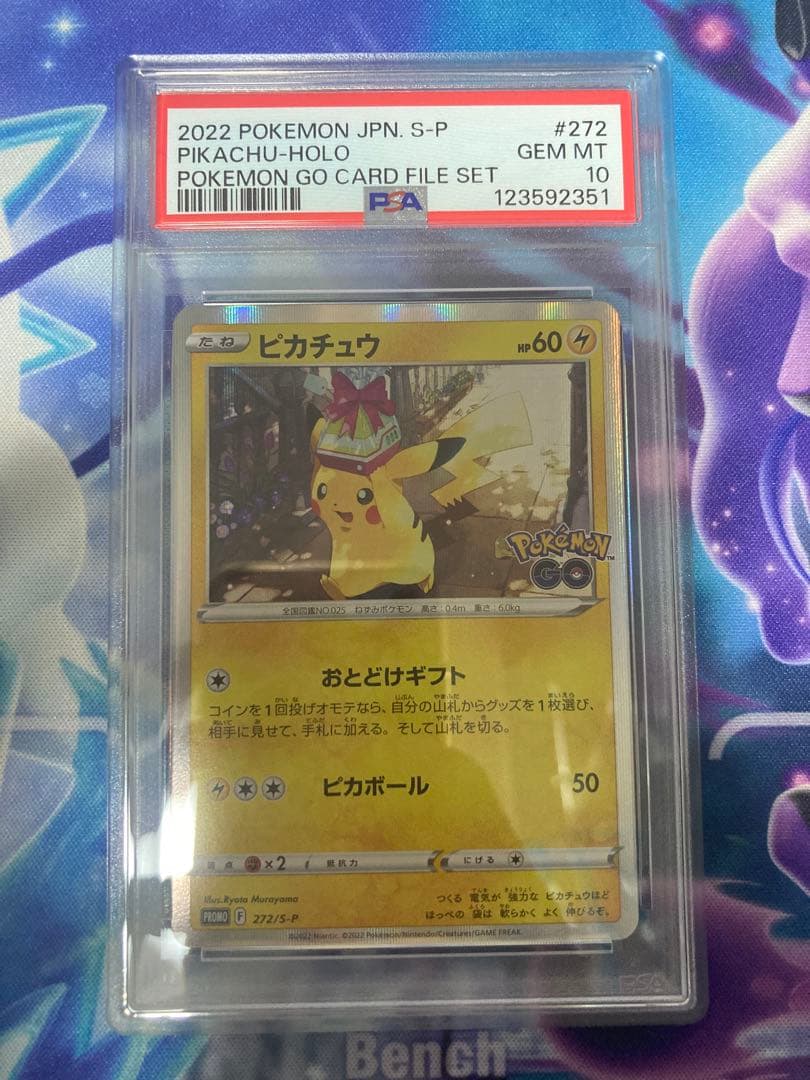 2022 POKEMON JPN. S-P #272
PIKACHU-HOLO GEM MT
POKEMON GO CARD FILE SET 10
PSA 123592351
たね ピカチュウ HP60
Pokémon
GO
全国図鑑NO.025 ねずみポケモン 高さ:0.4m 重さ:6.0kg
おとどけギフト
コインを1回投げオモテなら、自分の山札からグッズを1枚選び、
相手に見せて、手札に加える。そして山札を切る。
ピカボール 50
弱点 ×2 抵抗力 にげる
Illus.Ryota Murayama
つくる 電気が 強力な ピカチュウほど
ほっぺの 袋は 軟らかく よく 伸びるぞ。
PROMO F 272/S-P
©2022 Niantic. ©2022 Pokémon/Nintendo/Creatures/GAME FREAK.
PSA
Bench